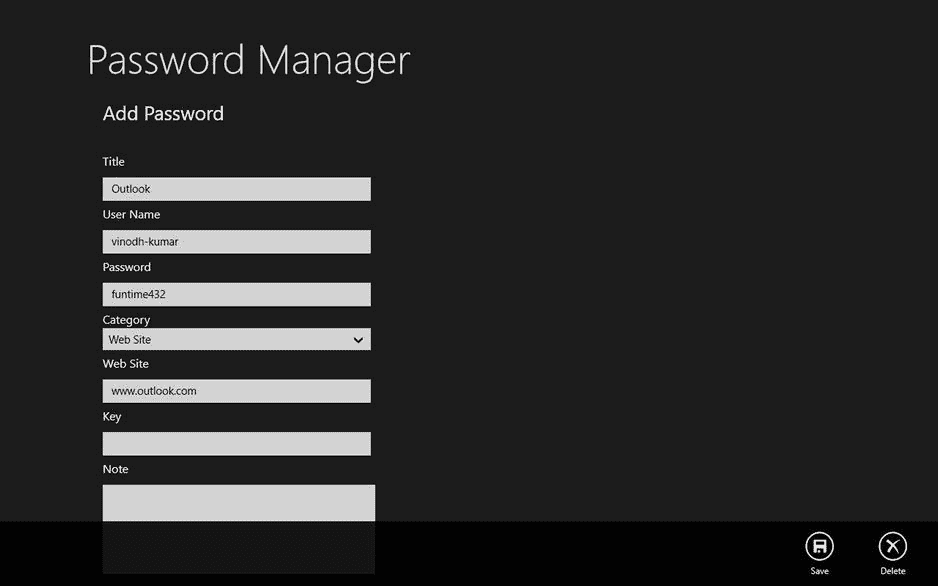 Password Manager
Add Password
Title
Outlook
User Name
vinodh-kumar
Password
funtime432
Category
Web Site
Web Site
www.outlook.com
Key
Note
Save
Delete